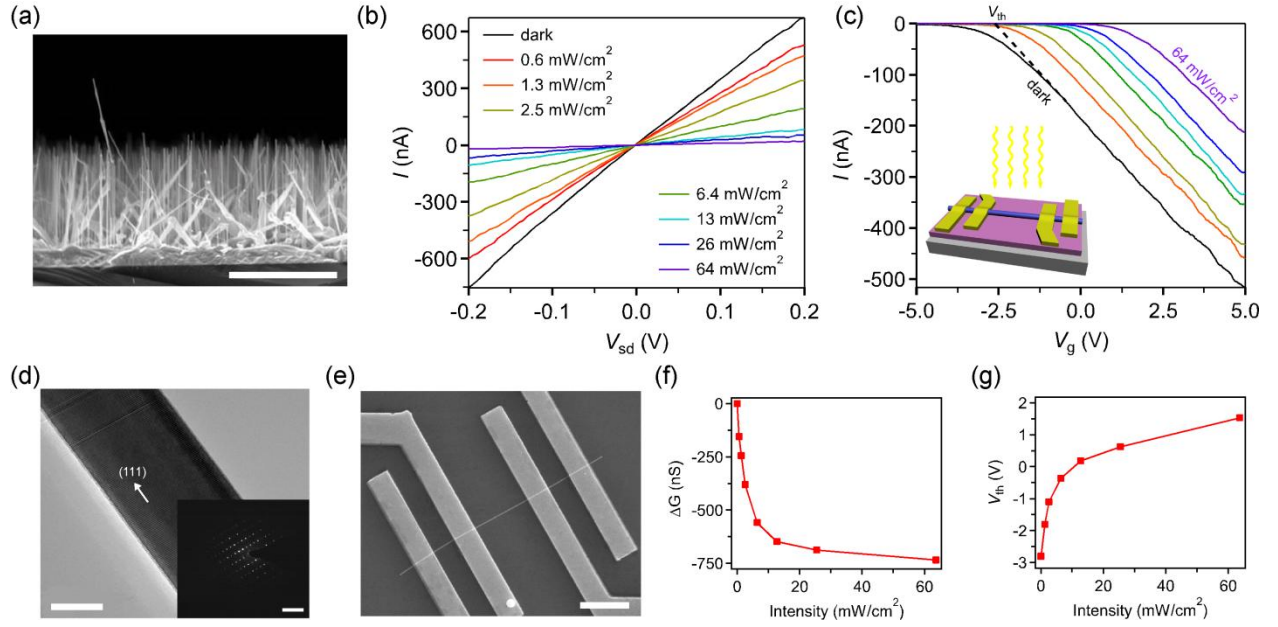 (a)
(b)
600
300
0
-300
-600
I (nA)
dark
0.6 mW/cm²
1.3 mW/cm²
2.5 mW/cm²
6.4 mW/cm²
13 mW/cm²
26 mW/cm²
64 mW/cm²
-0.2 -0.1 0.0 0.1 0.2
Vsd (V)
(c)
Vth
0
-100
-200
-300
-400
-500
I (nA)
dark
64 mW/cm²
-5.0 -2.5 0.0 2.5 5.0
Vg (V)
(d)
(111)
(e)
(f)
0
-250
-500
-750
ΔG (nS)
0 20 40 60
Intensity (mW/cm²)
(g)
2
1
0
-1
-2
-3
Vth (V)
0 20 40 60
Intensity (mW/cm²)